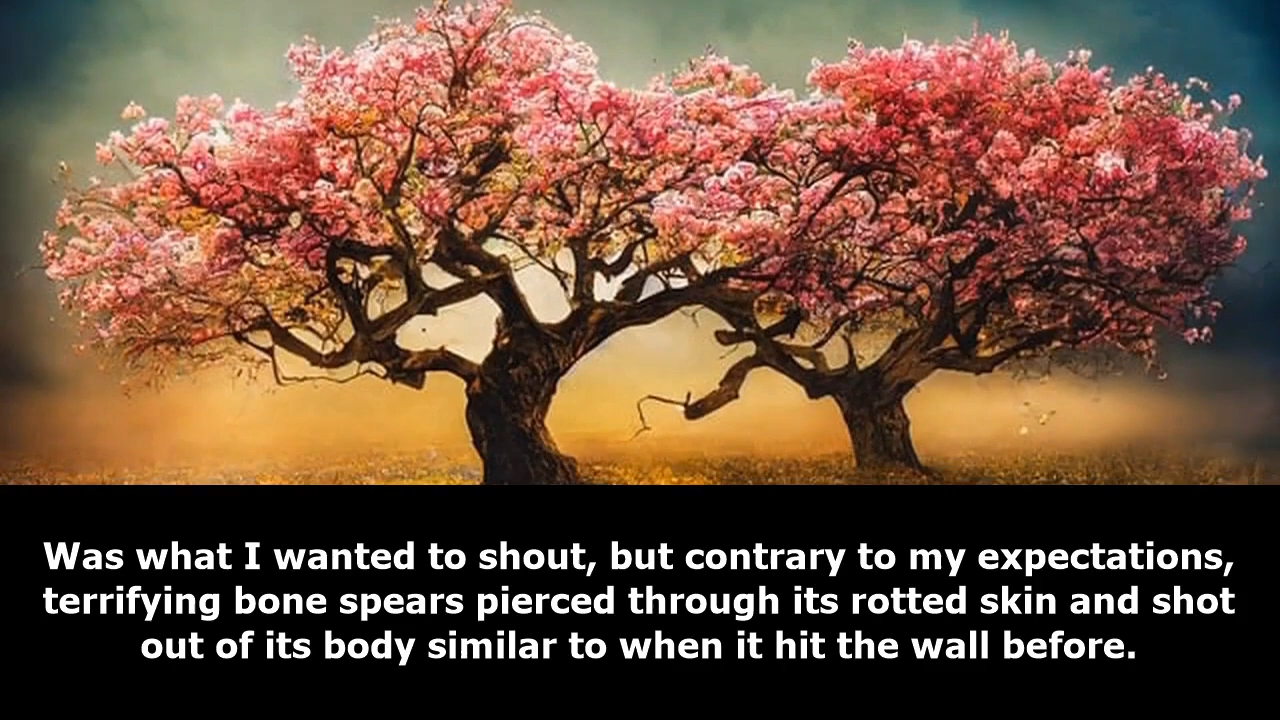 Was what I wanted to shout, but contrary to my expectations,
terrifying bone spears pierced through its rotted skin and shot
out of its body similar to when it hit the wall before.